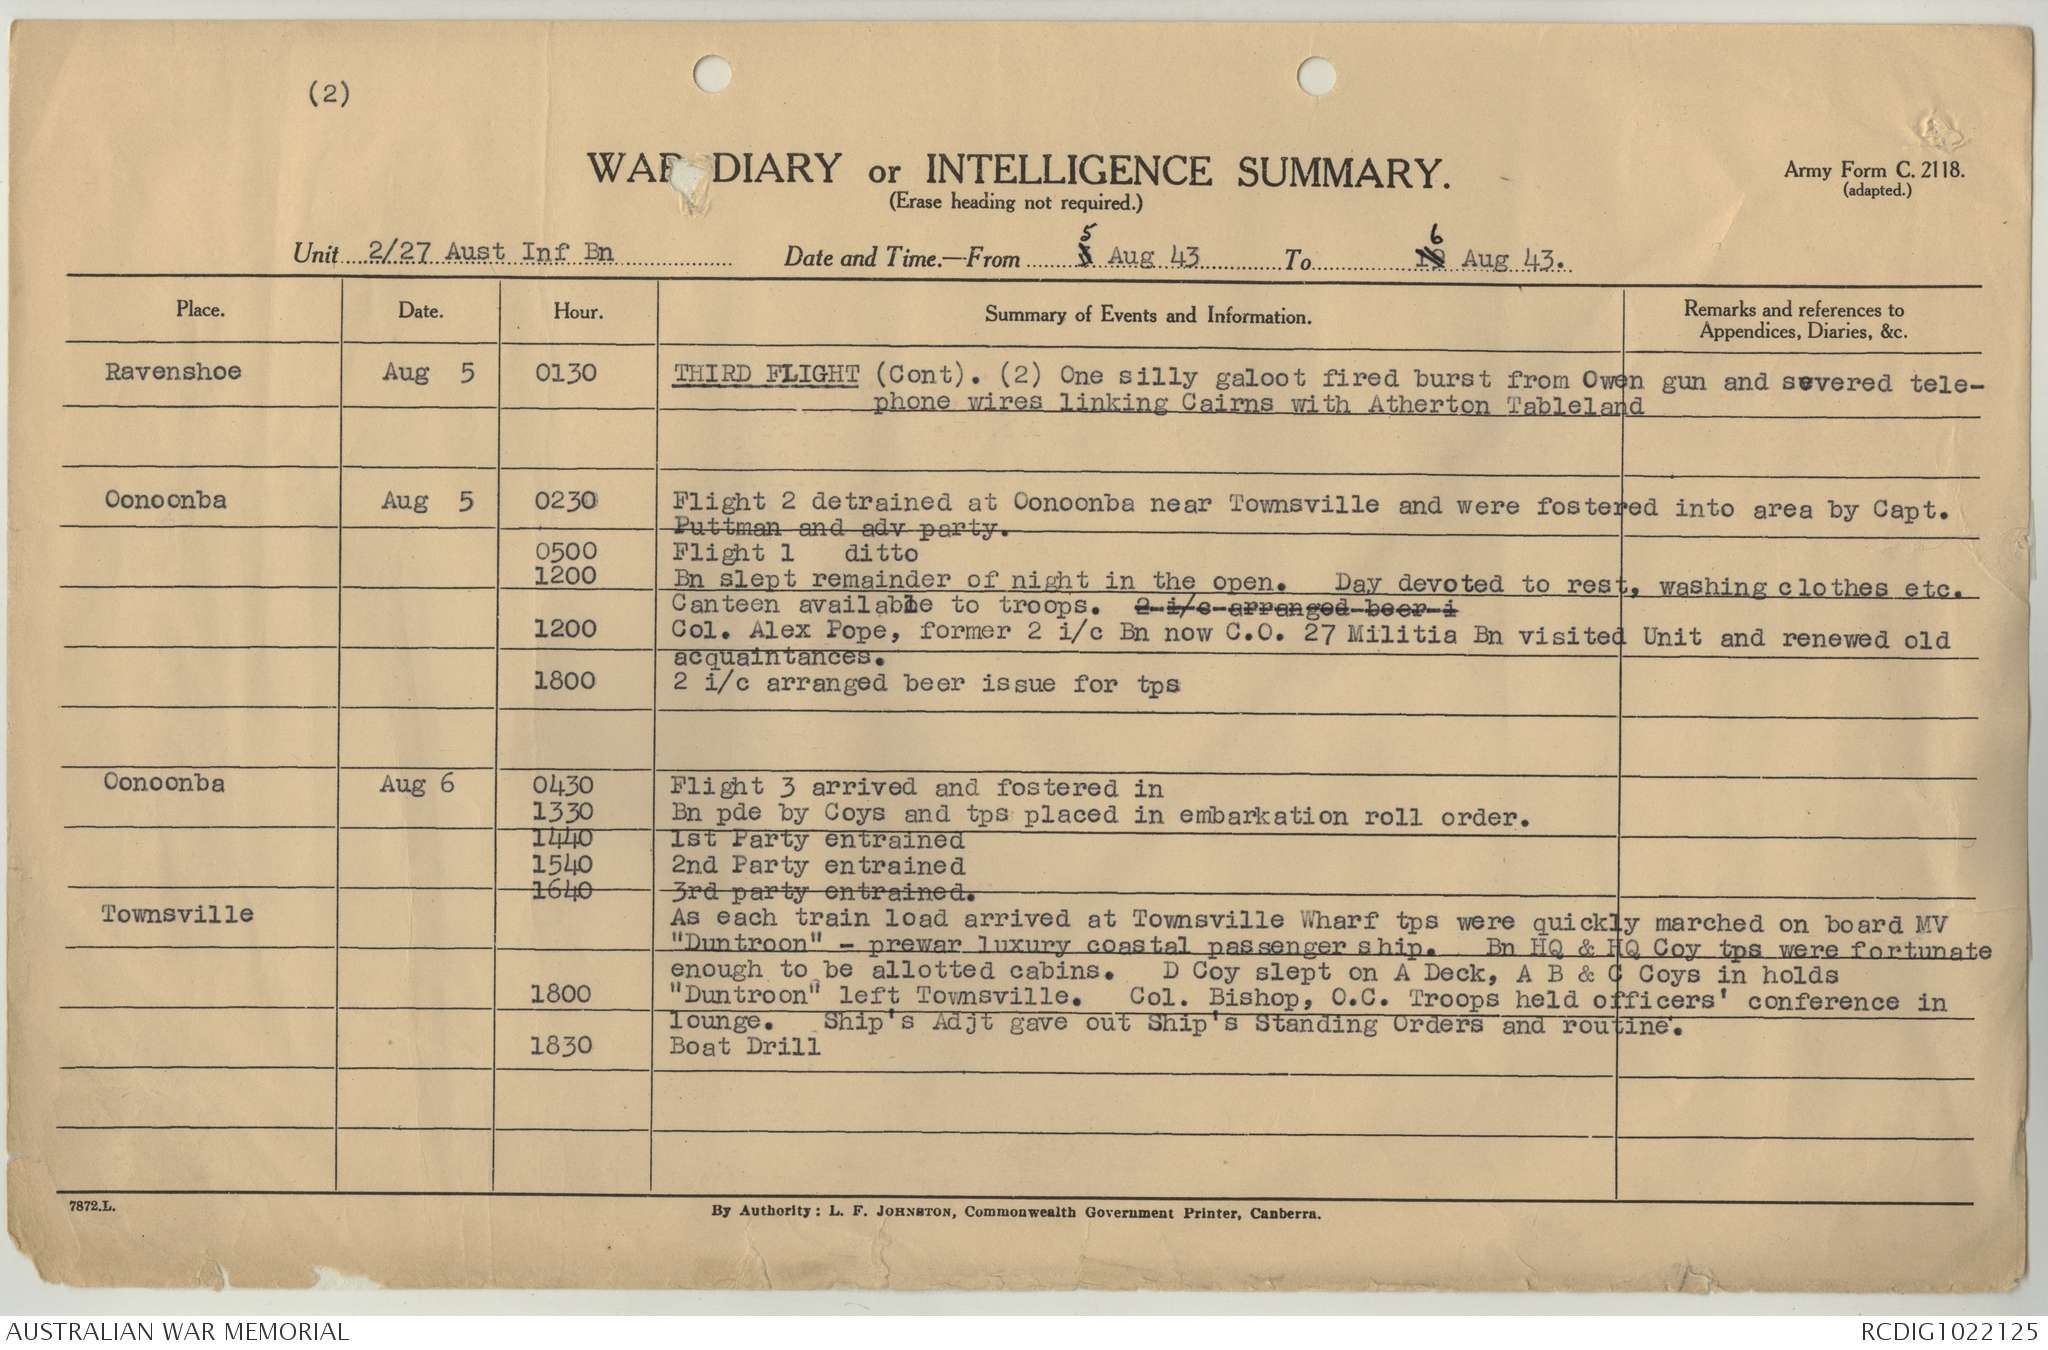 (2)
WAR DIARY or INTELLIGENCE SUMMARY.
(Erase heading not required.)
Army Form C. 2118.
(adapted.)
Unit 2/27 Aust Inf Bn Date and Time.—From 5 Aug 43 To 6 Aug 43.
Place. Date. Hour. Summary of Events and Information. Remarks and references to
Appendices, Diaries, &c.
Ravenshoe Aug 5 0130 THIRD FLIGHT (Cont). (2) One silly galoot fired burst from Owen gun and severed tele-
phone wires linking Cairns with Atherton Tableland
Oonoonba Aug 5 0230 Flight 2 detrained at Oonoonba near Townsville and were fostered into area by Capt.
Puttman and adv party.
0500 Flight 1 ditto
1200 Bn slept remainder of night in the open. Day devoted to rest, washing clothes etc.
Canteen available to troops. 2 i/c arranged beer i
1200 Col. Alex Pope, former 2 i/c Bn now C.O. 27 Militia Bn visited Unit and renewed old
acquaintances.
1800 2 i/c arranged beer issue for tps
Oonoonba Aug 6 0430 Flight 3 arrived and fostered in
1330 Bn pde by Coys and tps placed in embarkation roll order.
1440 1st Party entrained
1540 2nd Party entrained
1640 3rd party entrained.
Townsville As each train load arrived at Townsville Wharf tps were quickly marched on board MV
"Duntroon" - prewar luxury coastal passenger ship. Bn HQ & HQ Coy tps were fortunate
enough to be allotted cabins. D Coy slept on A Deck, A B & C Coys in holds
1800 "Duntroon" left Townsville. Col. Bishop, O.C. Troops held officers' conference in
lounge. Ship's Adjt gave out Ship's Standing Orders and routine.
1830 Boat Drill
7872.L.
By Authority: L. F. JOHNSTON, Commonwealth Government Printer, Canberra.
AUSTRALIAN WAR MEMORIAL RCDIG1022125